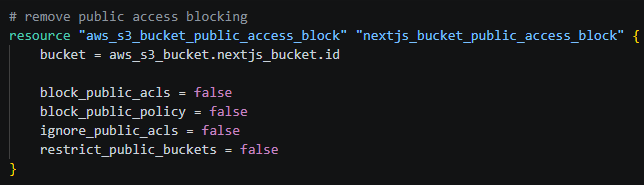 # remove public access blocking
resource "aws_s3_bucket_public_access_block" "nextjs_bucket_public_access_block" {
    bucket = aws_s3_bucket.nextjs_bucket.id

    block_public_acls = false
    block_public_policy = false
    ignore_public_acls = false
    restrict_public_buckets = false
}